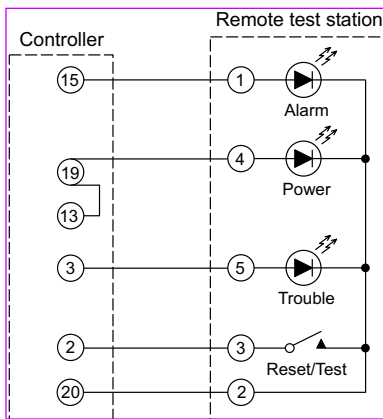 Remote test station
Controller
15 1
Alarm
19 4
Power
13
3 5
Trouble
2 3
Reset/Test
20 2